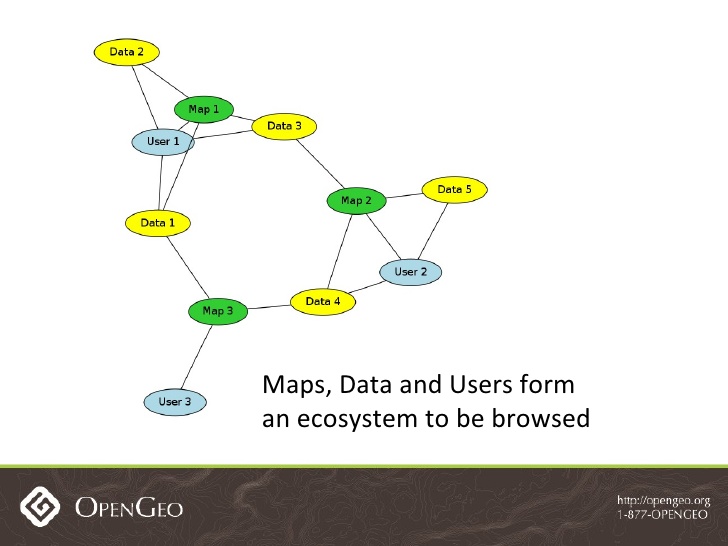 Data 2
Map 1
Data 3
User 1
Data 5
Map 2
Data 1
User 2
Data 4
Map 3
User 3
Maps, Data and Users form
an ecosystem to be browsed
OPENGEO
http://opengeo.org
1-877-OPENGEO